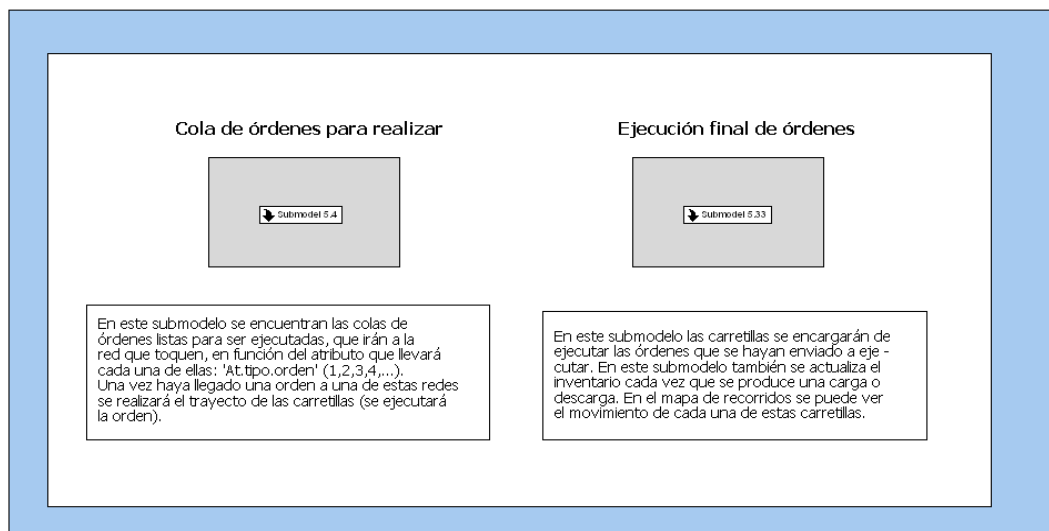 Cola de órdenes para realizar
Submodel 5.4
En este submodelo se encuentran las colas de
órdenes listas para ser ejecutadas, que irán a la
red que toquen, en función del atributo que llevará
cada una de ellas: 'At.tipo.orden' (1,2,3,4,...).
Una vez haya llegado una orden a una de estas redes
se realizará el trayecto de las carretillas (se ejecutará
la orden).
Ejecución final de órdenes
Submodel 5.33
En este submodelo las carretillas se encargarán de
ejecutar las órdenes que se hayan enviado a eje -
cutar. En este submodelo también se actualiza el
inventario cada vez que se produce una carga o
descarga. En el mapa de recorridos se puede ver
el movimiento de cada una de estas carretillas.